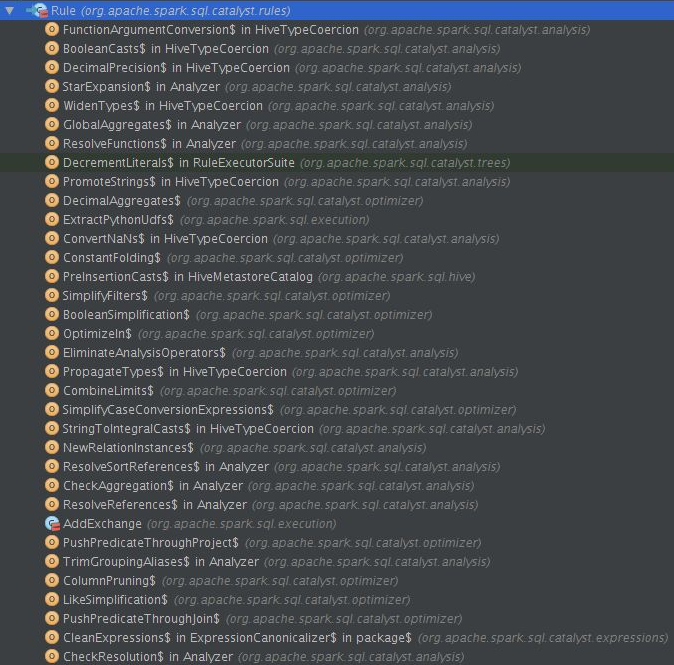 Rule (org.apache.spark.sql.catalyst.rules)
FunctionArgumentConversion$ in HiveTypeCoercion (org.apache.spark.sql.catalyst.analysis)
BooleanCasts$ in HiveTypeCoercion (org.apache.spark.sql.catalyst.analysis)
DecimalPrecision$ in HiveTypeCoercion (org.apache.spark.sql.catalyst.analysis)
StarExpansion$ in Analyzer (org.apache.spark.sql.catalyst.analysis)
WidenTypes$ in HiveTypeCoercion (org.apache.spark.sql.catalyst.analysis)
GlobalAggregates$ in Analyzer (org.apache.spark.sql.catalyst.analysis)
ResolveFunctions$ in Analyzer (org.apache.spark.sql.catalyst.analysis)
DecrementLiterals$ in RuleExecutorSuite (org.apache.spark.sql.catalyst.trees)
PromoteStrings$ in HiveTypeCoercion (org.apache.spark.sql.catalyst.analysis)
DecimalAggregates$ (org.apache.spark.sql.catalyst.optimizer)
ExtractPythonUdfs$ (org.apache.spark.sql.execution)
ConvertNaNs$ in HiveTypeCoercion (org.apache.spark.sql.catalyst.analysis)
ConstantFolding$ (org.apache.spark.sql.catalyst.optimizer)
PreInsertionCasts$ in HiveMetastoreCatalog (org.apache.spark.sql.hive)
SimplifyFilters$ (org.apache.spark.sql.catalyst.optimizer)
BooleanSimplification$ (org.apache.spark.sql.catalyst.optimizer)
OptimizeIn$ (org.apache.spark.sql.catalyst.optimizer)
EliminateAnalysisOperators$ (org.apache.spark.sql.catalyst.analysis)
PropagateTypes$ in HiveTypeCoercion (org.apache.spark.sql.catalyst.analysis)
CombineLimits$ (org.apache.spark.sql.catalyst.optimizer)
SimplifyCaseConversionExpressions$ (org.apache.spark.sql.catalyst.optimizer)
StringToIntegralCasts$ in HiveTypeCoercion (org.apache.spark.sql.catalyst.analysis)
NewRelationInstances$ (org.apache.spark.sql.catalyst.analysis)
ResolveSortReferences$ in Analyzer (org.apache.spark.sql.catalyst.analysis)
CheckAggregation$ in Analyzer (org.apache.spark.sql.catalyst.analysis)
ResolveReferences$ in Analyzer (org.apache.spark.sql.catalyst.analysis)
AddExchange (org.apache.spark.sql.execution)
PushPredicateThroughProject$ (org.apache.spark.sql.catalyst.optimizer)
TrimGroupingAliases$ in Analyzer (org.apache.spark.sql.catalyst.analysis)
ColumnPruning$ (org.apache.spark.sql.catalyst.optimizer)
LikeSimplification$ (org.apache.spark.sql.catalyst.optimizer)
PushPredicateThroughJoin$ (org.apache.spark.sql.catalyst.optimizer)
CleanExpressions$ in ExpressionCanonicalizer$ in package$ (org.apache.spark.sql.catalyst.expressions)
CheckResolution$ in Analyzer (org.apache.spark.sql.catalyst.analysis)